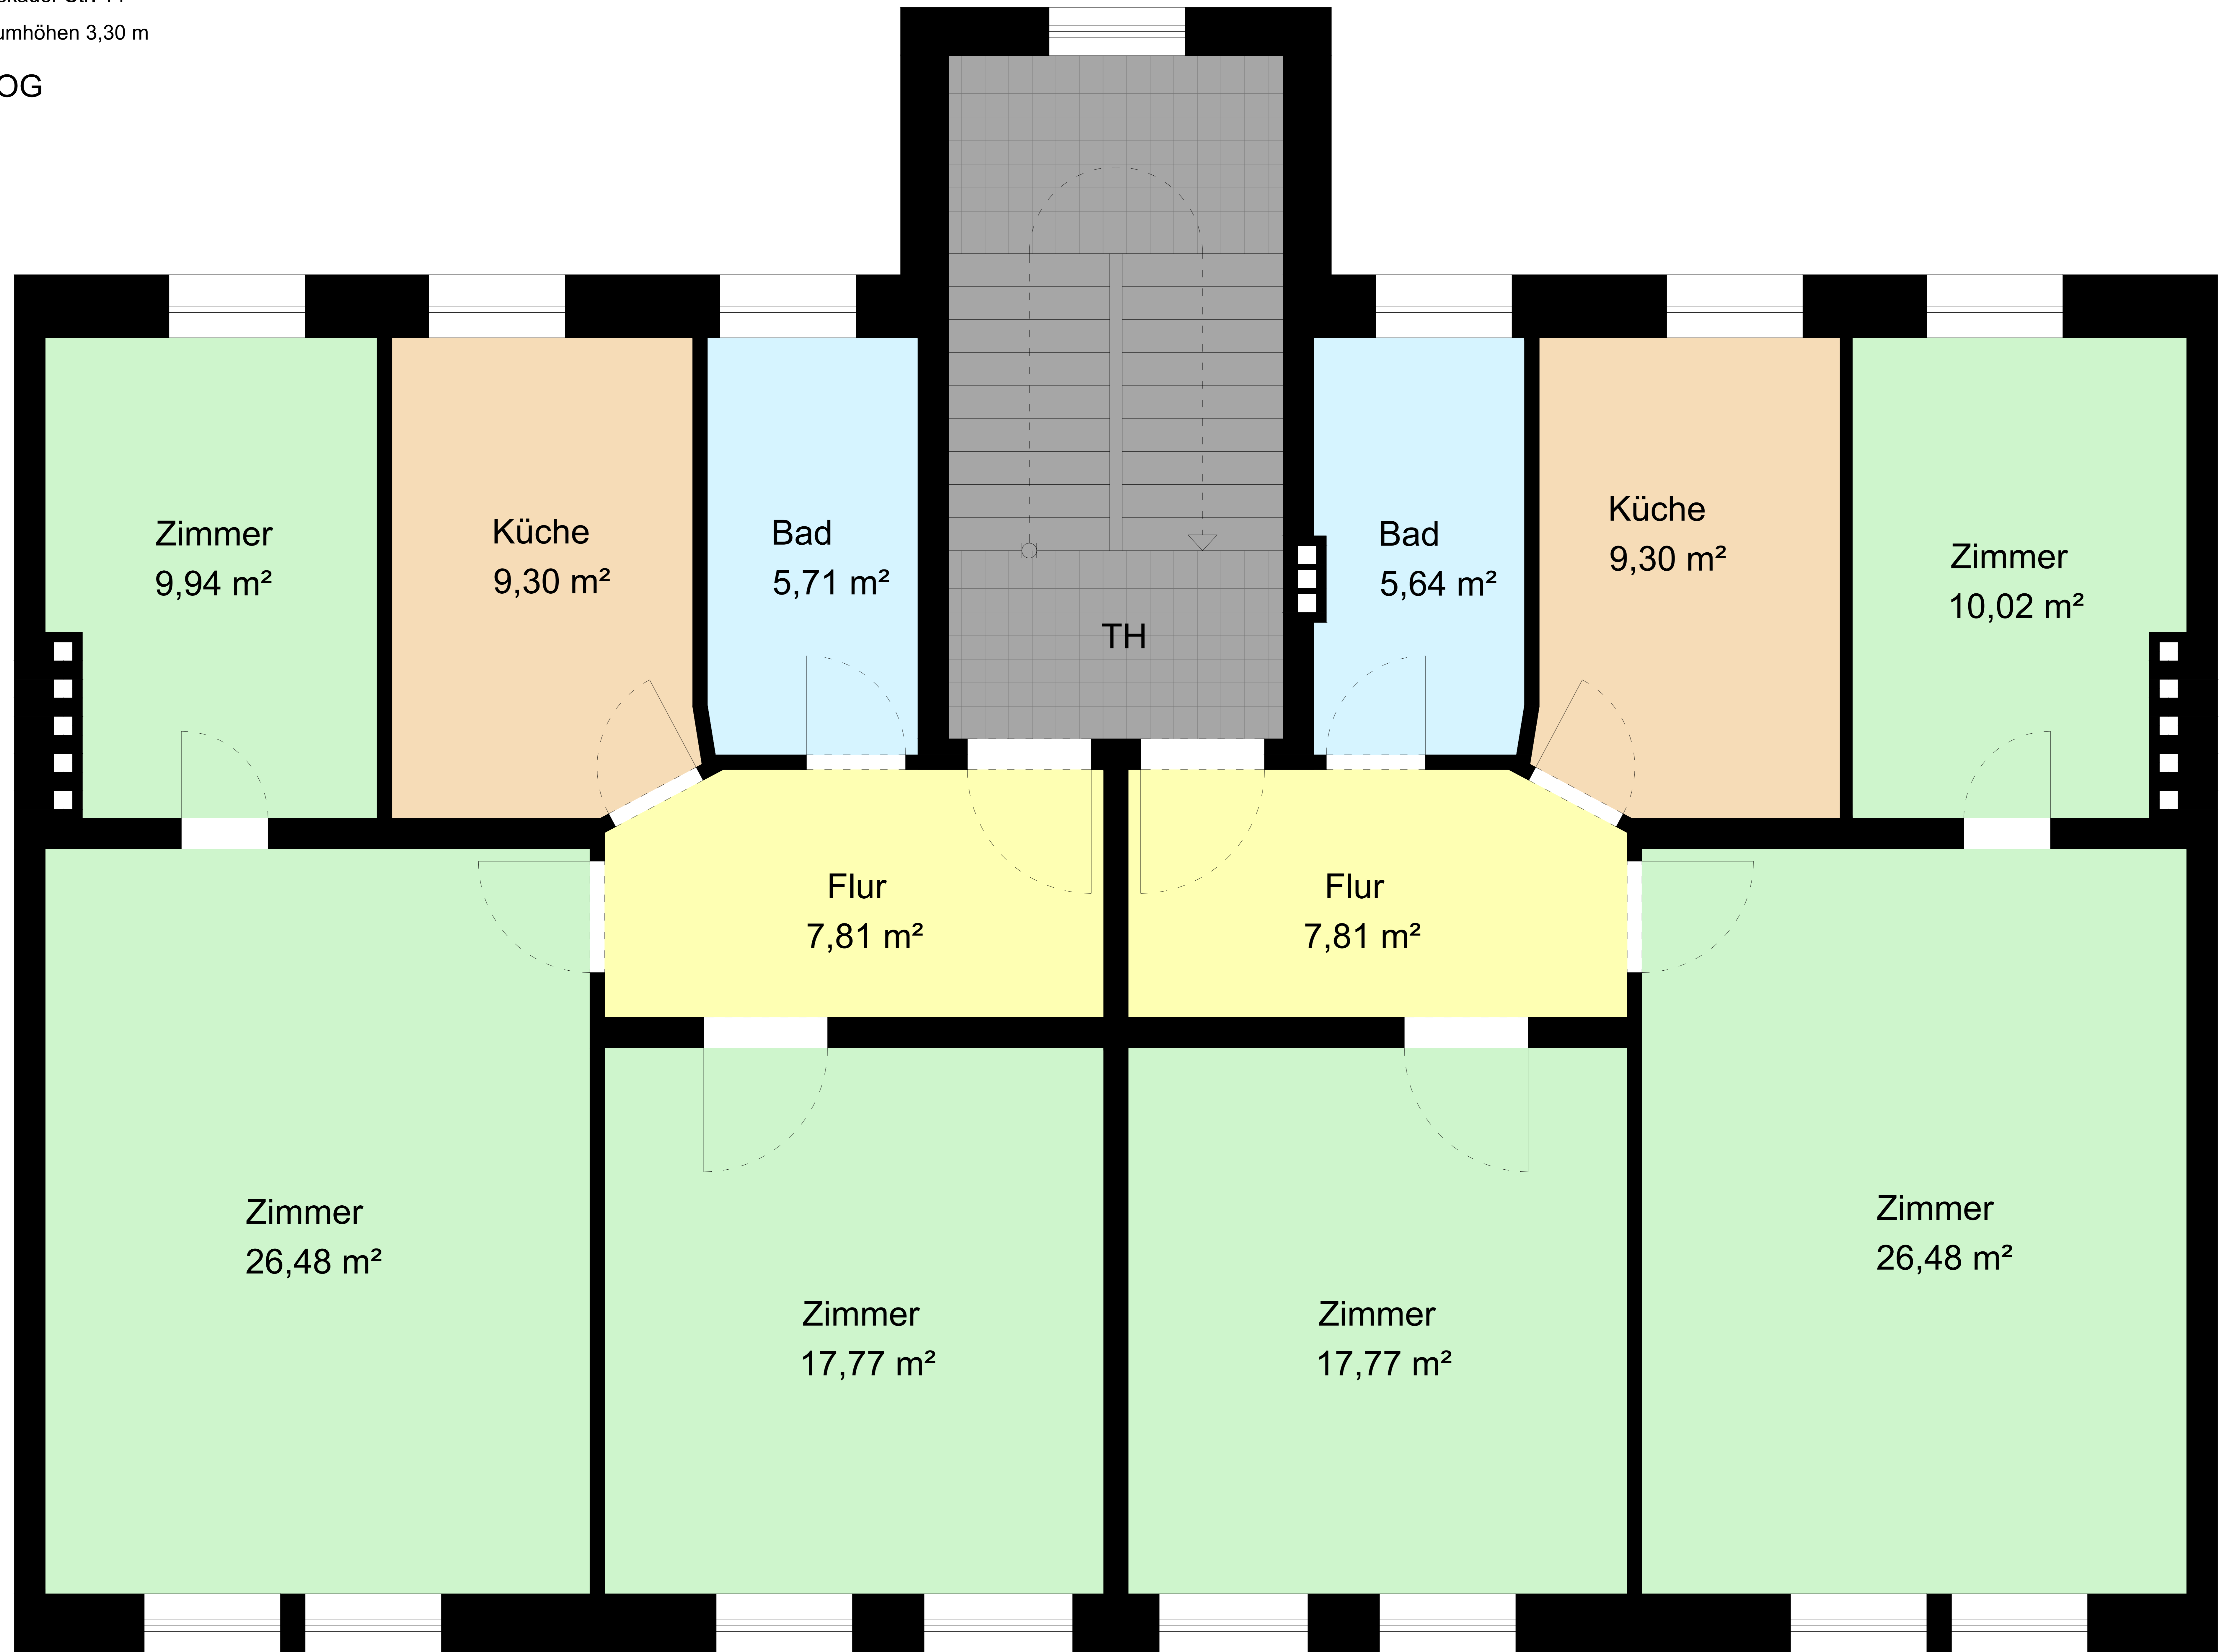 umhöhen 3,30 m
OG
Zimmer
9,94 m²
Küche
9,30 m²
Bad
5,71 m²
TH
Bad
5,64 m²
Küche
9,30 m²
Zimmer
10,02 m²
Flur
7,81 m²
Flur
7,81 m²
Zimmer
26,48 m²
Zimmer
17,77 m²
Zimmer
17,77 m²
Zimmer
26,48 m²